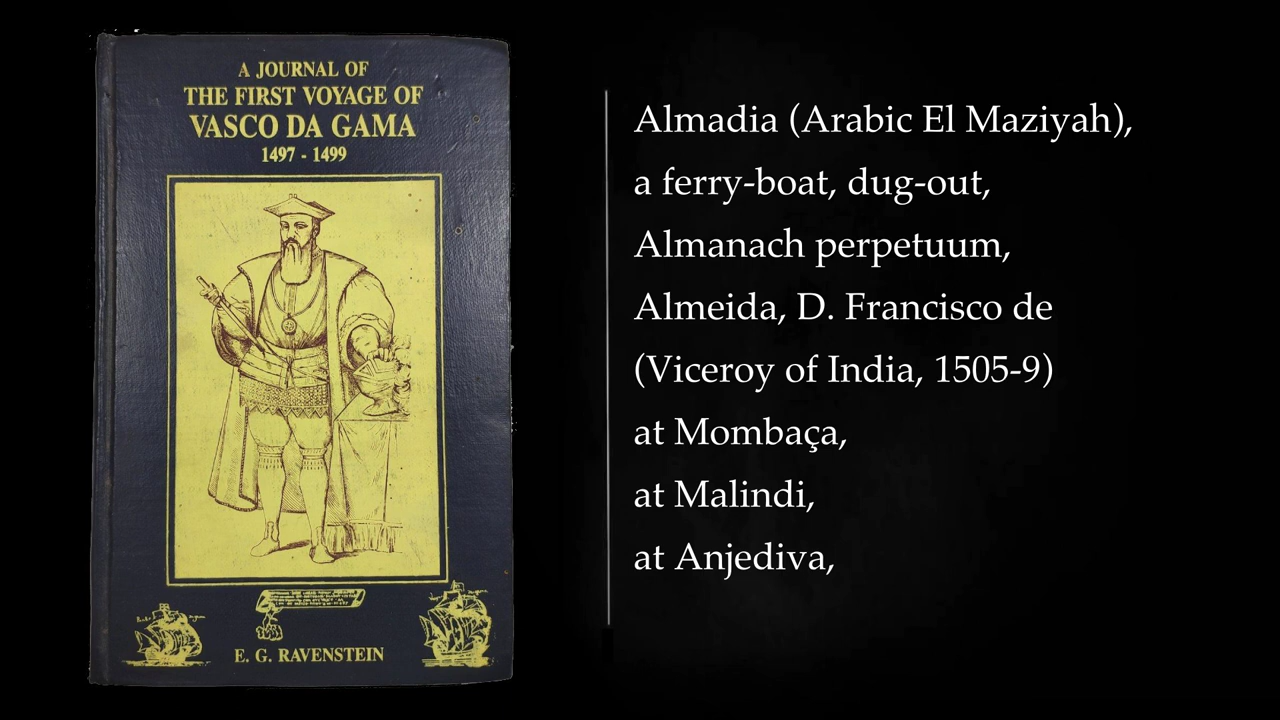 A JOURNAL OF
THE FIRST VOYAGE OF
VASCO DA GAMA
1497 - 1499
E. G. RAVENSTEIN
Almadia (Arabic El Maziyah),
a ferry-boat, dug-out,
Almanach perpetuum,
Almeida, D. Francisco de
(Viceroy of India, 1505-9)
at Mombaça,
at Malindi,
at Anjediva,